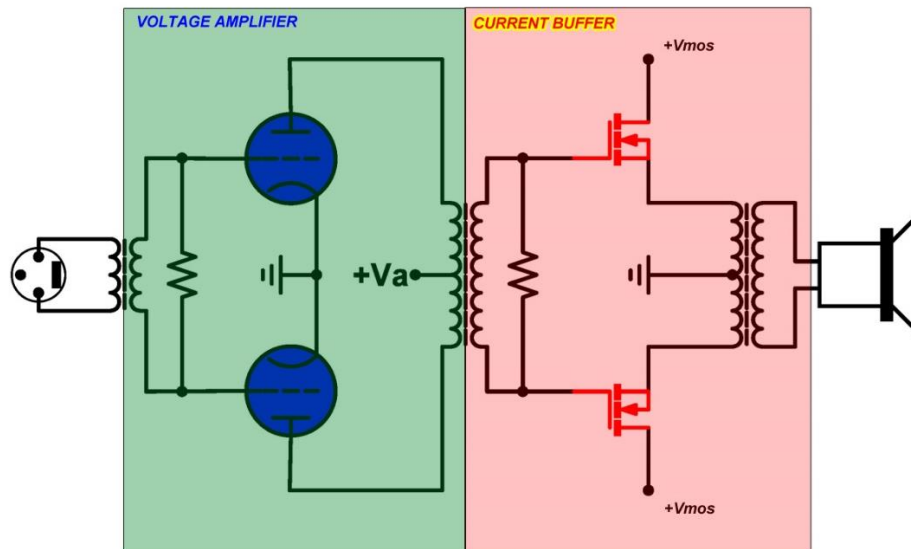 VOLTAGE AMPLIFIER
CURRENT BUFFER
+Vmos
+Va
+Vmos